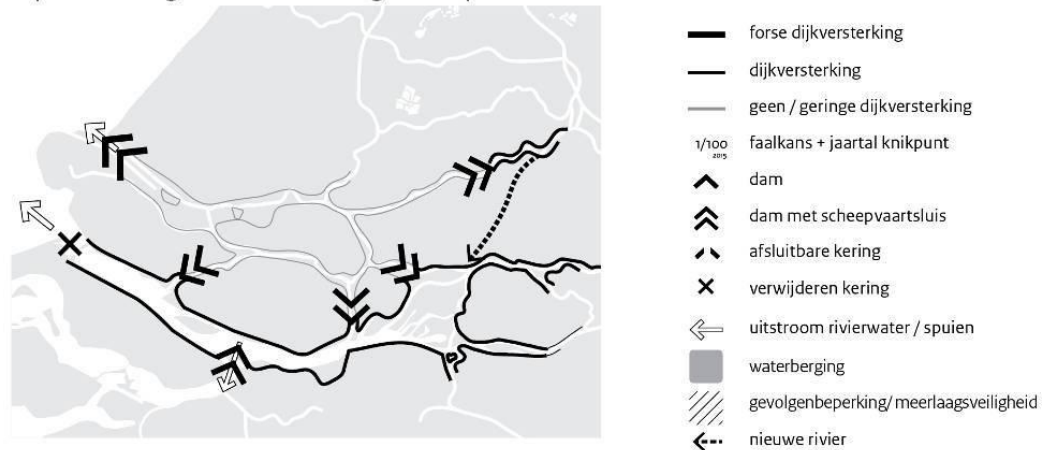 forse dijkversterking
dijkversterking
geen / geringe dijkversterking
1/100 faalkans + jaartal knikpunt
2015
dam
dam met scheepvaartsluis
afsluitbare kering
verwijderen kering
uitstroom rivierwater / spuien
waterberging
gevolgenbeperking/ meerlaagsveiligheid
nieuwe rivier